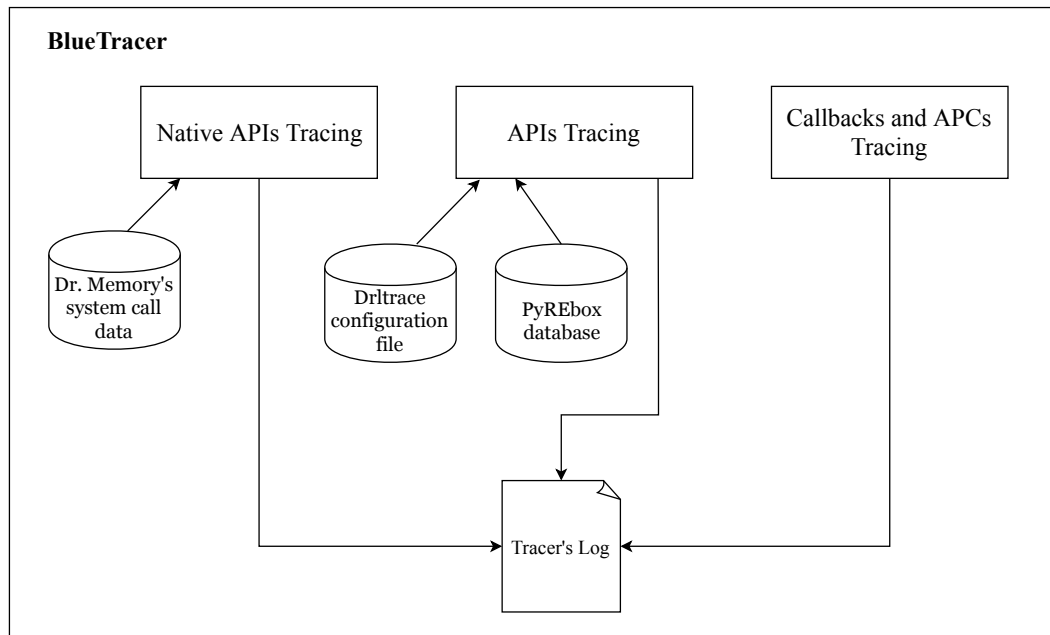 BlueTracer
Native APIs Tracing
APIs Tracing
Callbacks and APCs
Tracing
Dr. Memory's
system call
data
Drltrace
configuration
file
PyREbox
database
Tracer's Log